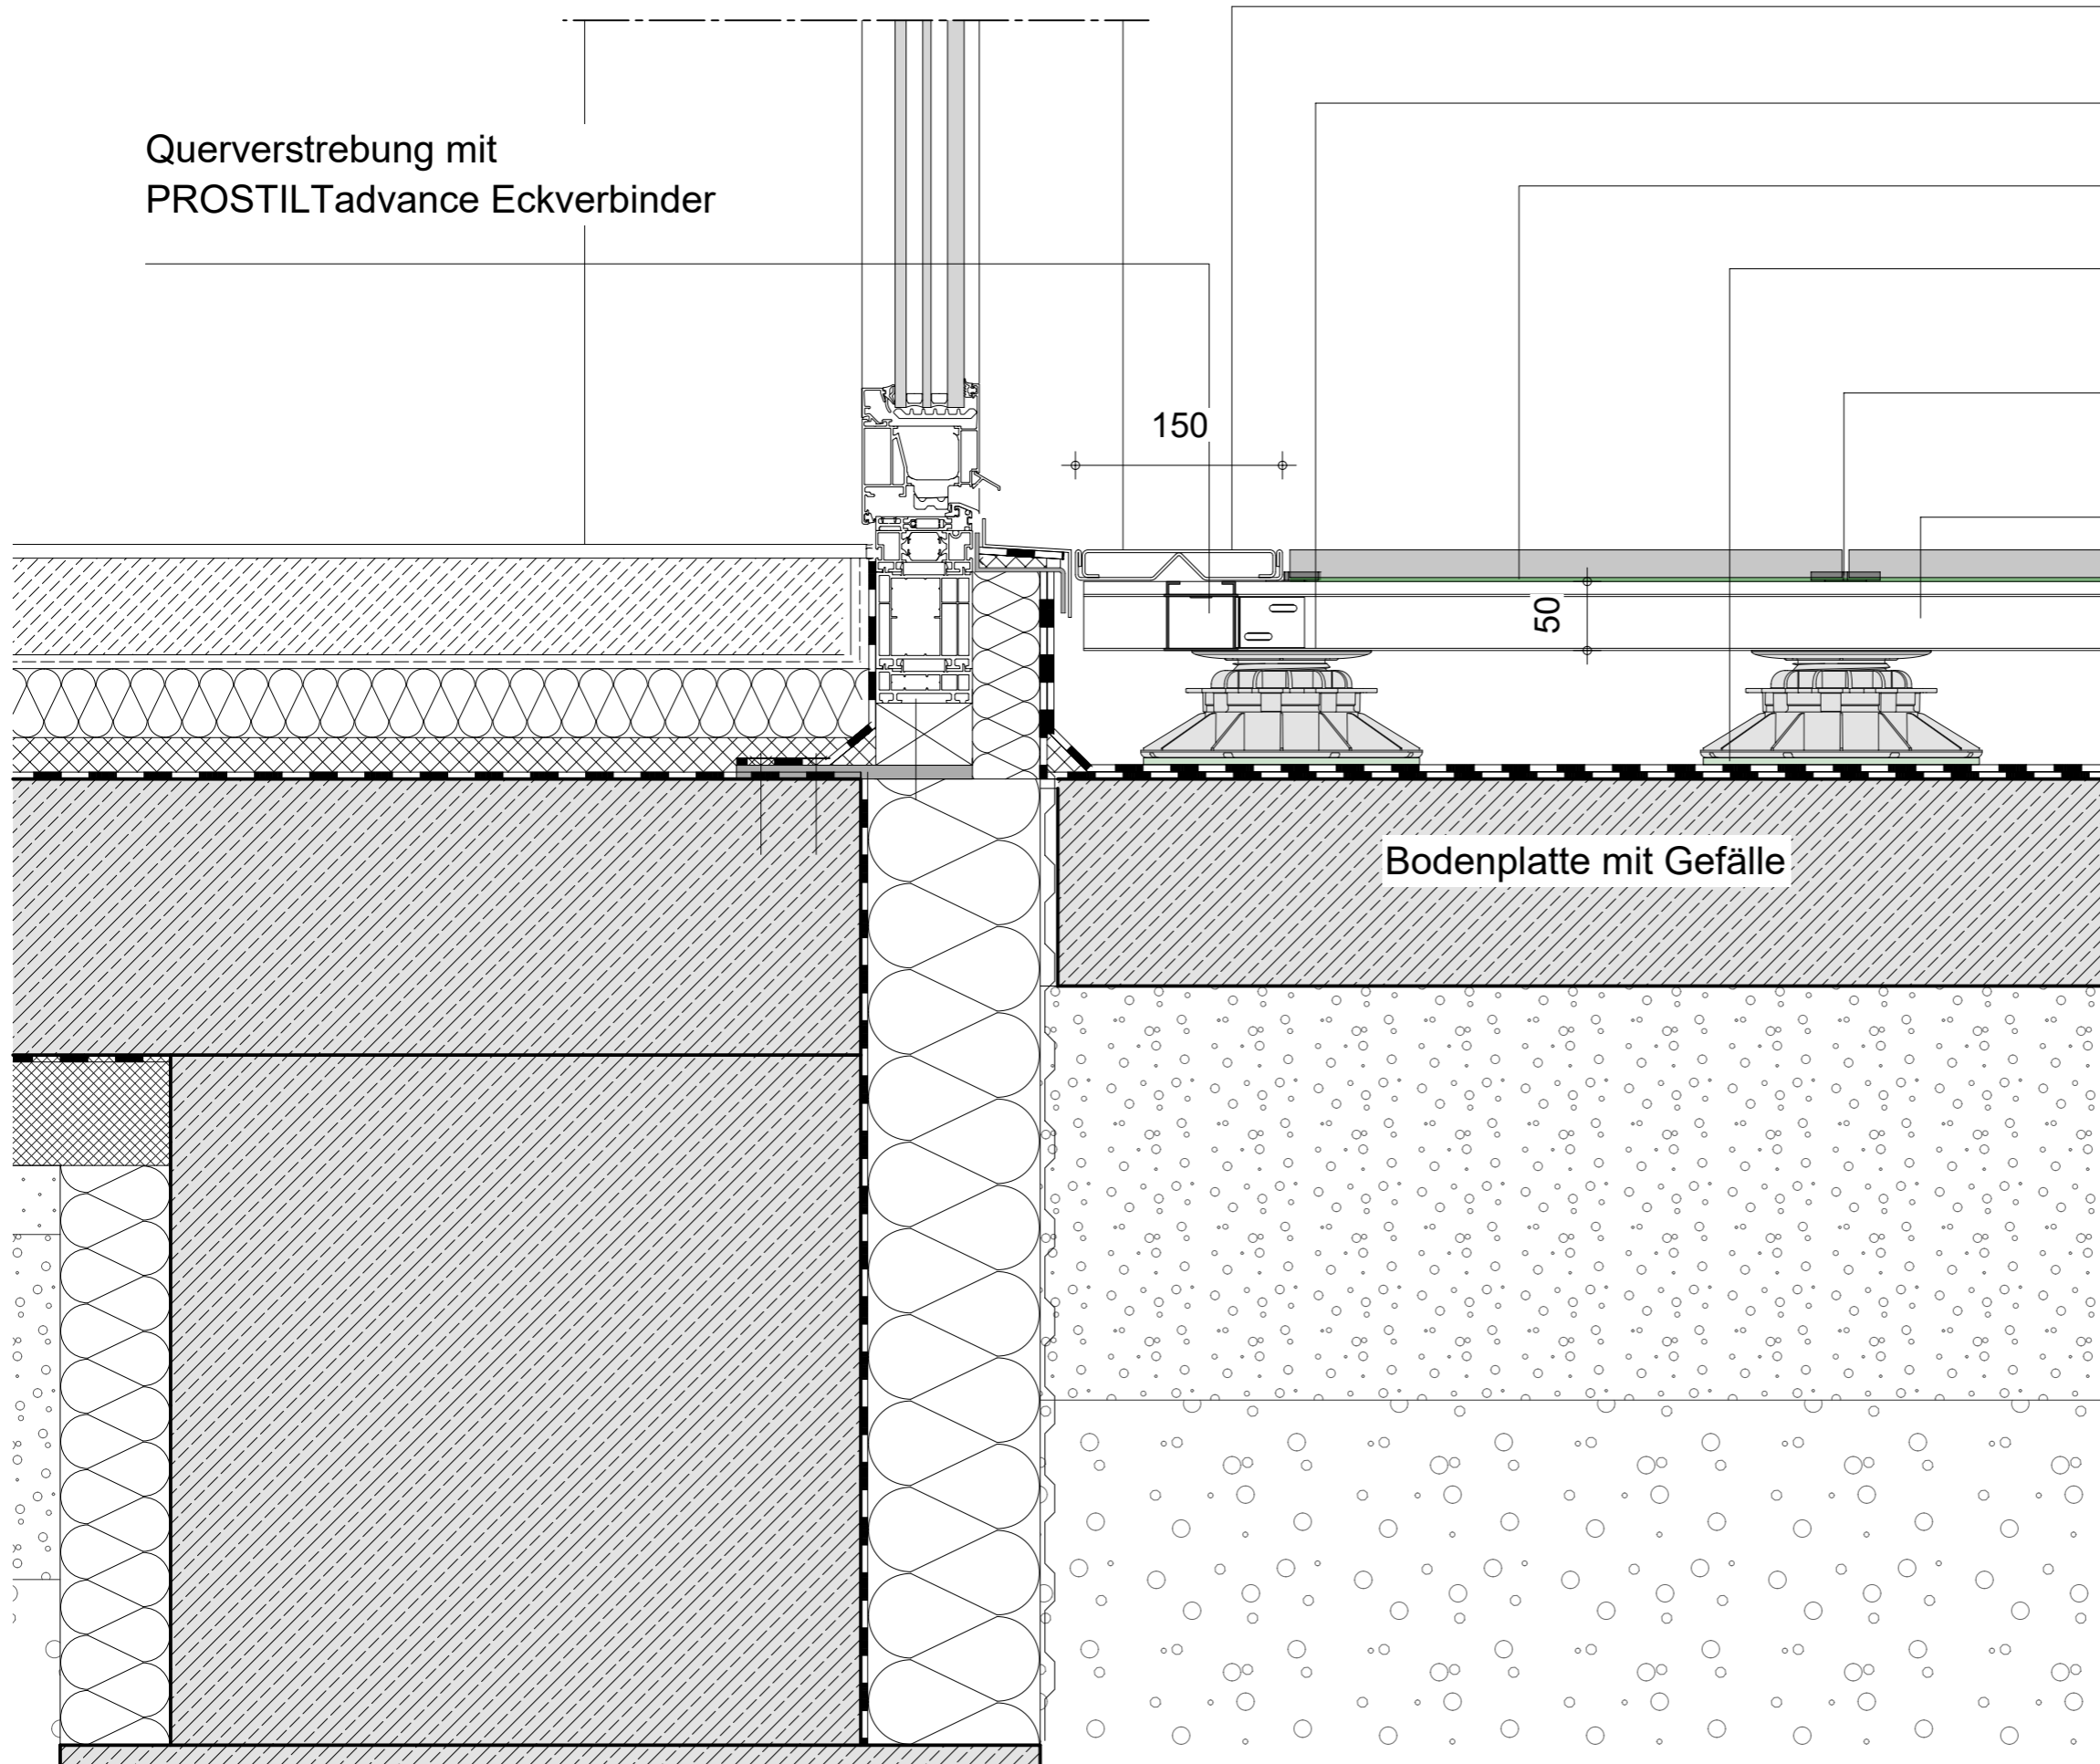 Querverstrebung mit
PROSTILTadvance Eckverbinder
150
50
Bodenplatte mit Gefälle